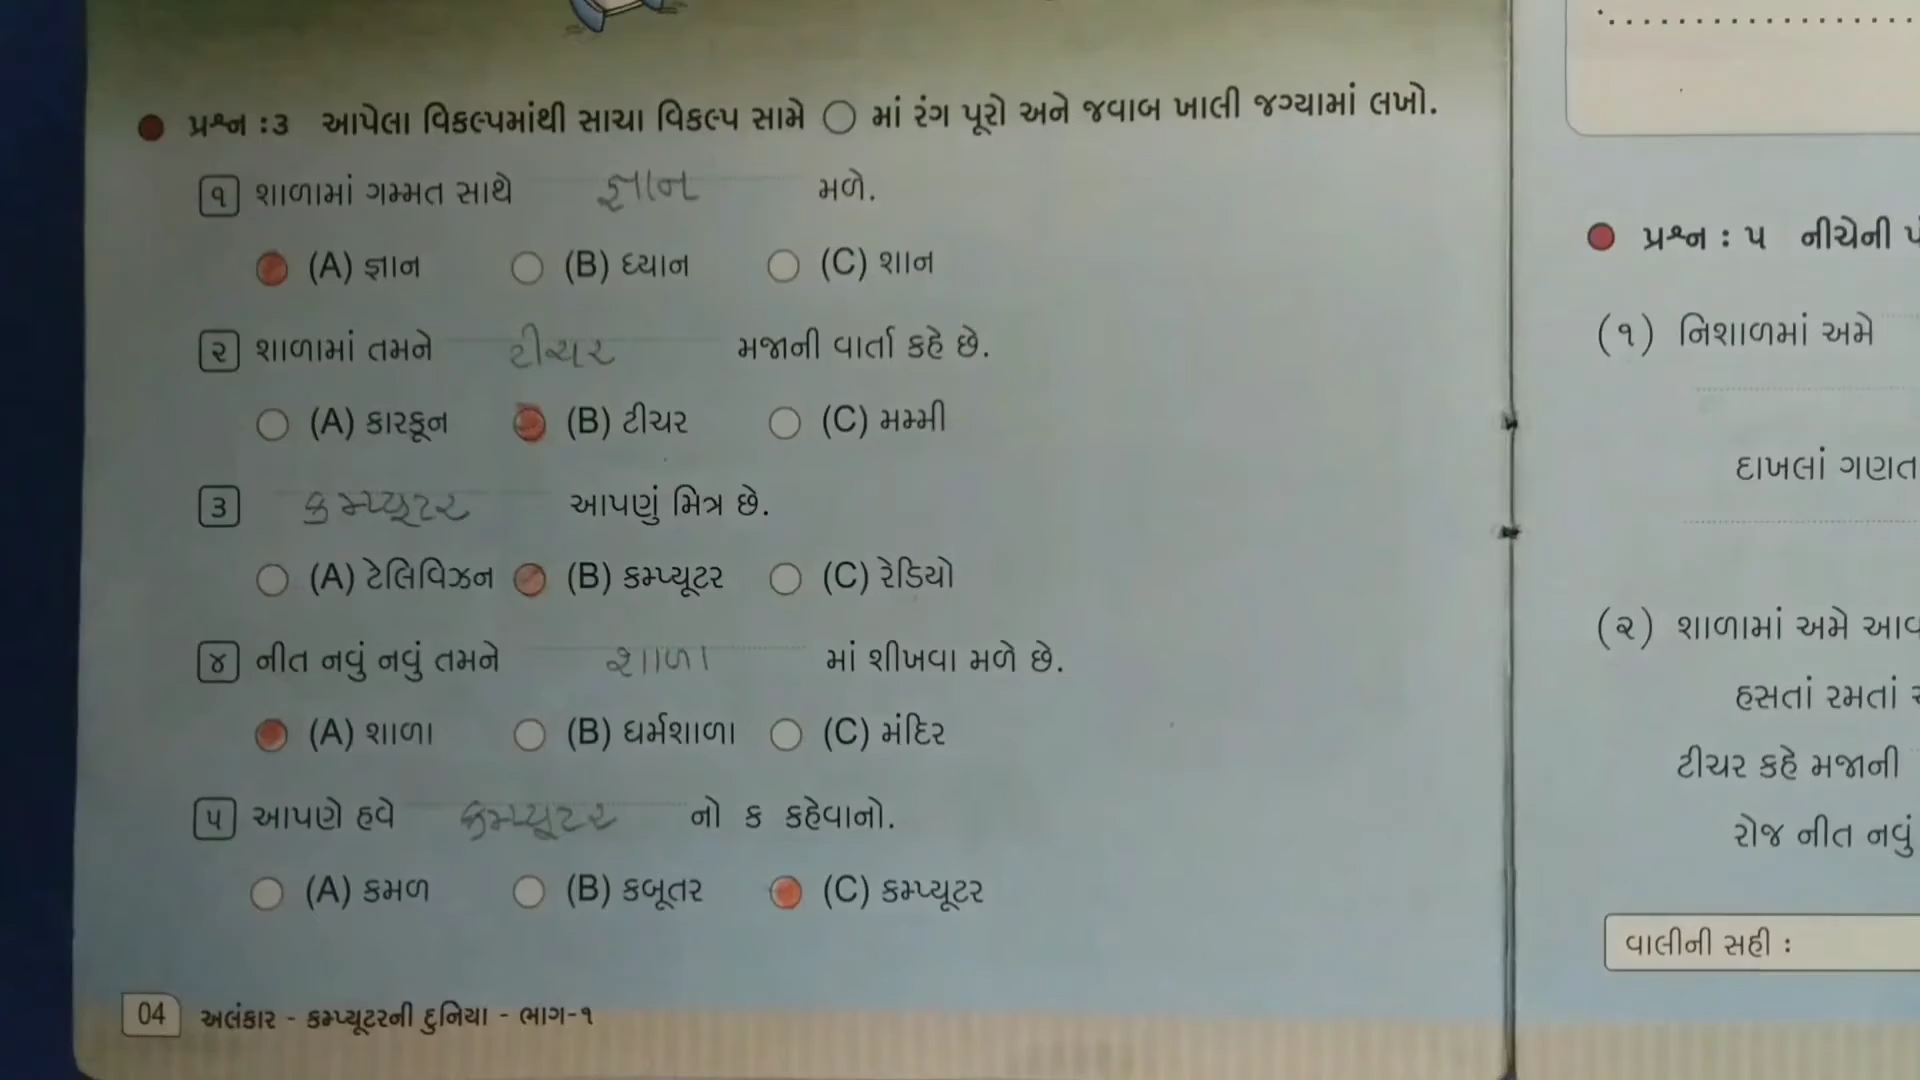 પ્રશ્ન : ૩ આપેલા વિકલ્પમાંથી સાચા વિકલ્પ સામે ○ માં રંગ પૂરો અને જવાબ ખાલી જગ્યામાં લખો.
૧ શાળામાં ગમ્મત સાથે જ્ઞાન મળે.
(A) જ્ઞાન (B) ધ્યાન (C) શાન
૨ શાળામાં તમને ટીચર મજાની વાર્તા કહે છે.
(A) કારકૂન (B) ટીચર (C) મમ્મી
૩ કમ્પ્યૂટર આપણું મિત્ર છે.
(A) ટેલિવિઝન (B) કમ્પ્યૂટર (C) રેડિયો
૪ નીત નવું નવું તમને શાળા માં શીખવા મળે છે.
(A) શાળા (B) ધર્મશાળા (C) મંદિર
૫ આપણે હવે કમ્પ્યૂટર નો ક કહેવાનો.
(A) કમળ (B) કબૂતર (C) કમ્પ્યૂટર
04 અલંકાર - કમ્પ્યૂટરની દુનિયા - ભાગ-૧
પ્રશ્ન : ૫ નીચેની
(૧) નિશાળમાં અમે
દાખલાં ગણત
(૨) શાળામાં અમે આવ
હસતાં રમતાં
ટીચર કહે મજાની
રોજ નીત નવું
વાલીની સહી :